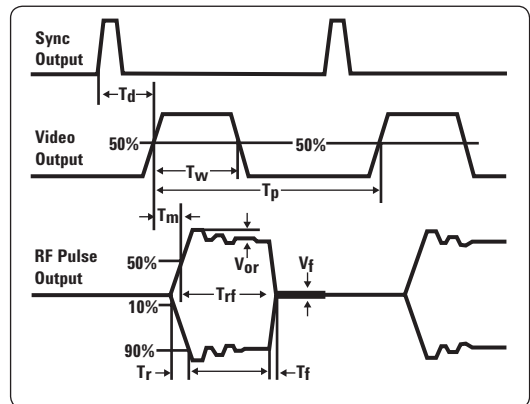 Sync
Output
Td
Video
Output
50%
50%
Tw
Tp
Tm
RF Pulse
Output
50%
Vor
Vf
Trf
10%
90%
Tr
Tf